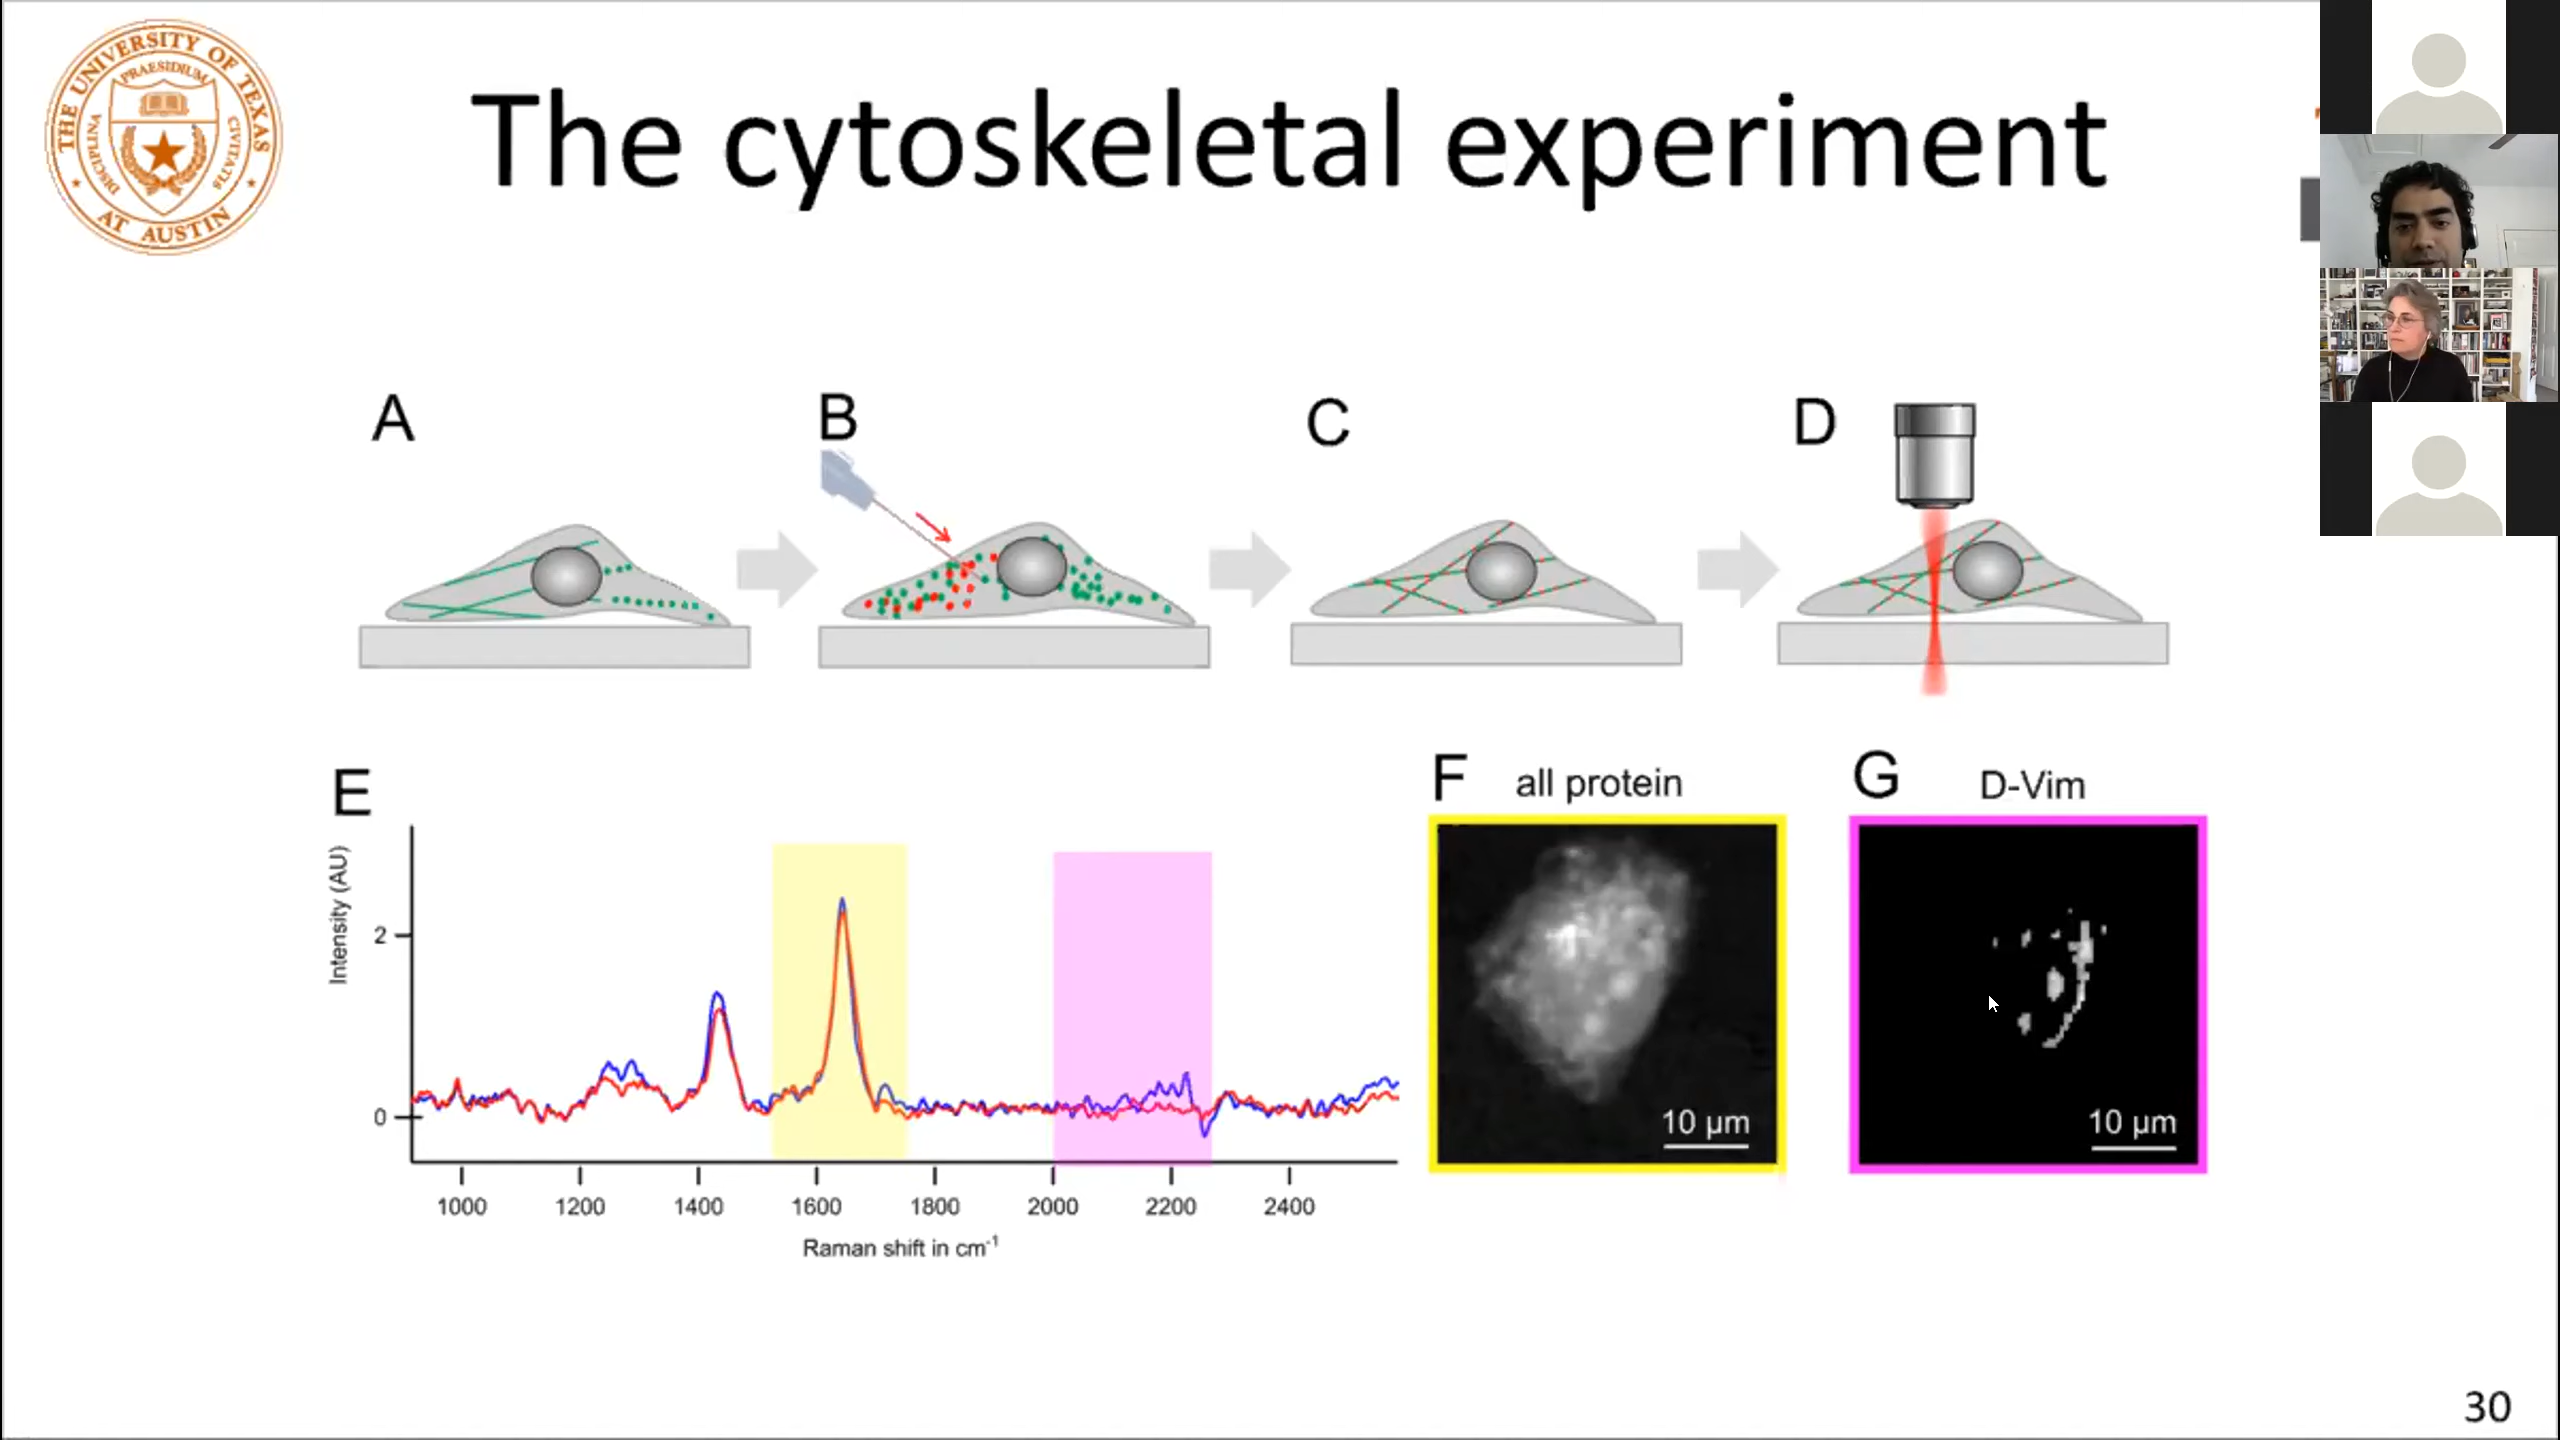 THE UNIVERSITY OF TEXAS
AT AUSTIN
PRAESIDIUM
DISCIPLINA
CIVITATIS
The cytoskeletal experiment
A
B
C
D
E
Intensity (AU)
2
0
1000 1200 1400 1600 1800 2000 2200 2400
Raman shift in cm-1
F all protein
10 µm
G D-Vim
10 µm
30